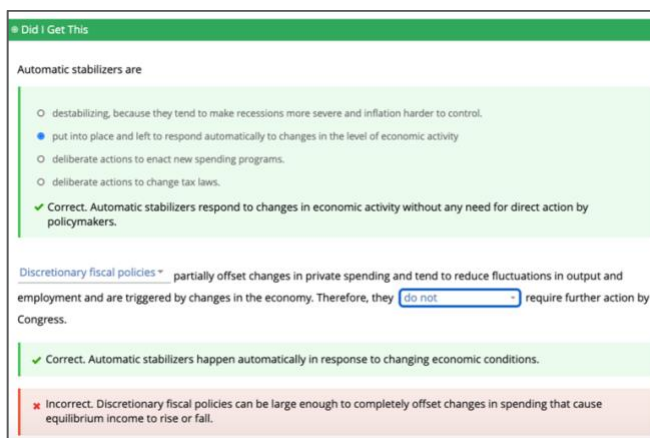 Did I Get This
Automatic stabilizers are
destabilizing, because they tend to make recessions more severe and inflation harder to control.
put into place and left to respond automatically to changes in the level of economic activity
deliberate actions to enact new spending programs.
deliberate actions to change tax laws.
Correct. Automatic stabilizers respond to changes in economic activity without any need for direct action by
policymakers.
Discretionary fiscal policies partially offset changes in private spending and tend to reduce fluctuations in output and
employment and are triggered by changes in the economy. Therefore, they do not require further action by
Congress.
Correct. Automatic stabilizers happen automatically in response to changing economic conditions.
Incorrect. Discretionary fiscal policies can be large enough to completely offset changes in spending that cause
equilibrium income to rise or fall.